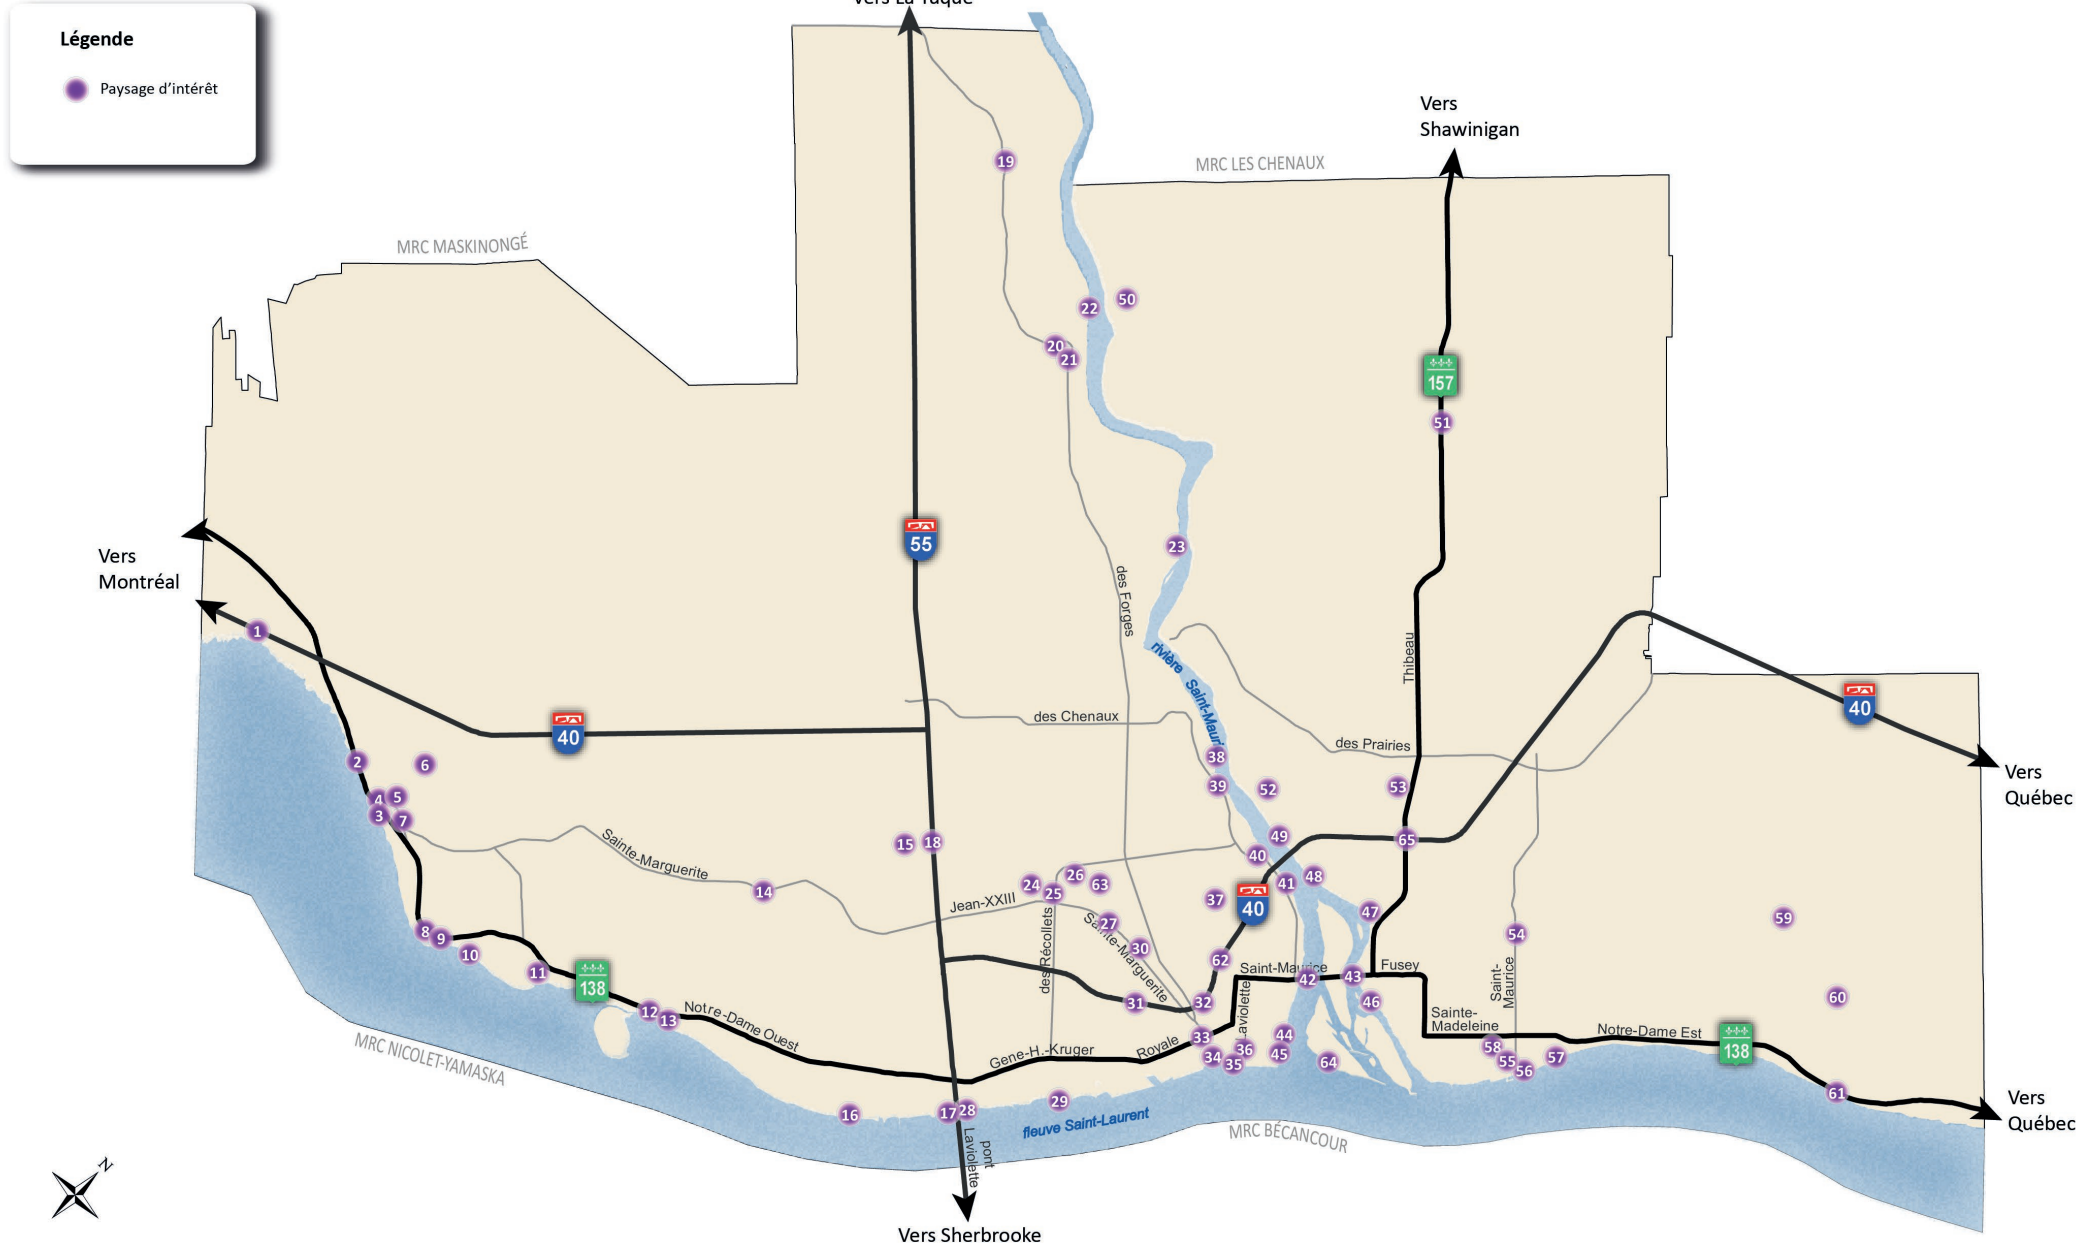 Vers La Tuque
Légende
Paysage d'intérêt
Vers
Shawinigan
MRC LES CHENAUX
19
MRC MASKINONGÉ
50
22
20
21
157
51
55
23
Vers
Montréal
des Forges
1
Thibeau
rivière Saint-Mauri
40
des Chenaux
40
des Prairies
38
2
6
39
52
53
Vers
Québec
4
5
3
7
49
65
15
18
Sainte-Marguerite
40
26
24
25
63
14
41
48
37
40
Jean-XXIII
47
59
27
des Récollets
Sainte-Marguerite
30
54
8
9
10
62
Saint-Maurice
Fusey
11
42
43
Saint-
Maurice
138
31
32
46
60
12
13
Notre-Dame Ouest
Laviolette
Sainte-
Madeleine
Notre-Dame Est
138
33
44
Gene-H.-Kruger
Royale
36
34
35
45
64
58
55
56
57
MRC NICOLET-YAMASKA
61
29
16
17
28
Vers
Québec
fleuve Saint-Laurent
MRC BÉCANCOUR
pont
Laviolette
N
Vers Sherbrooke